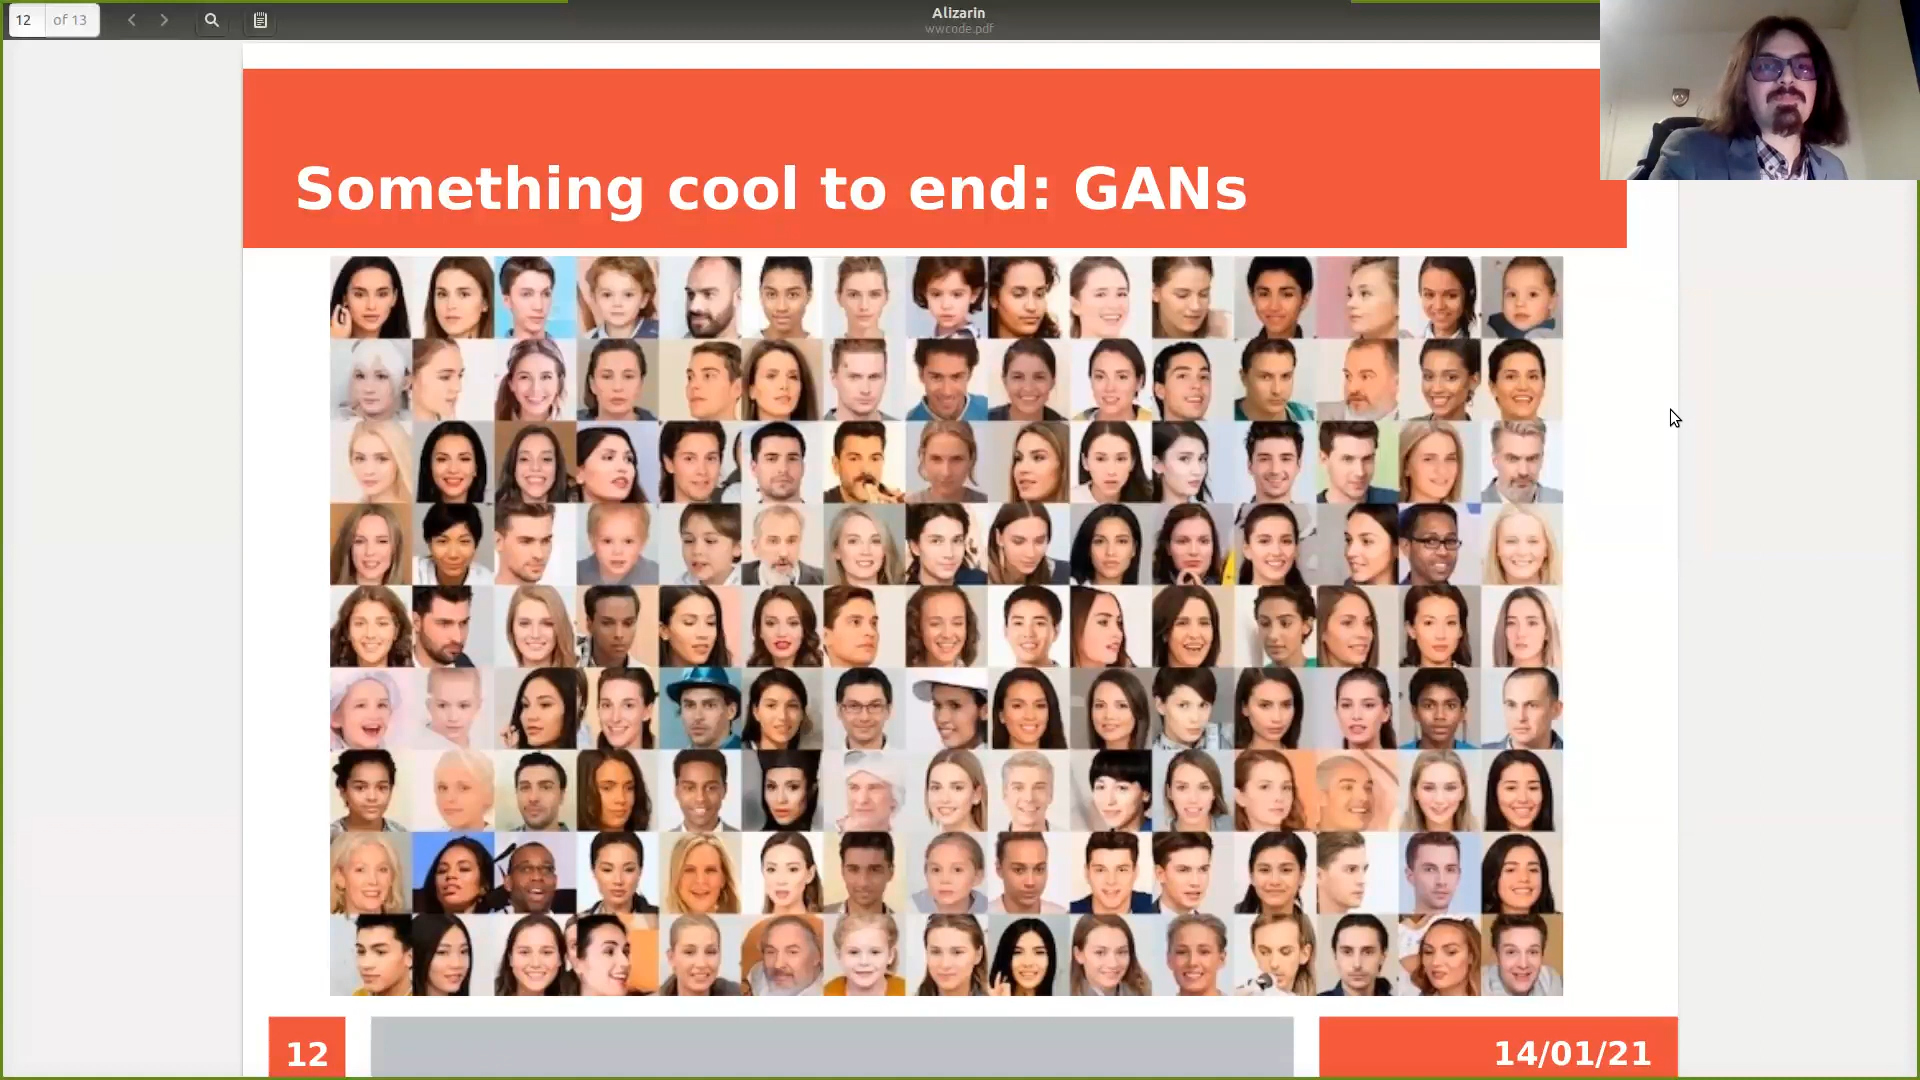 12 of 13
Alizarin
wwcode.pdf
Something cool to end: GANs
12
14/01/21